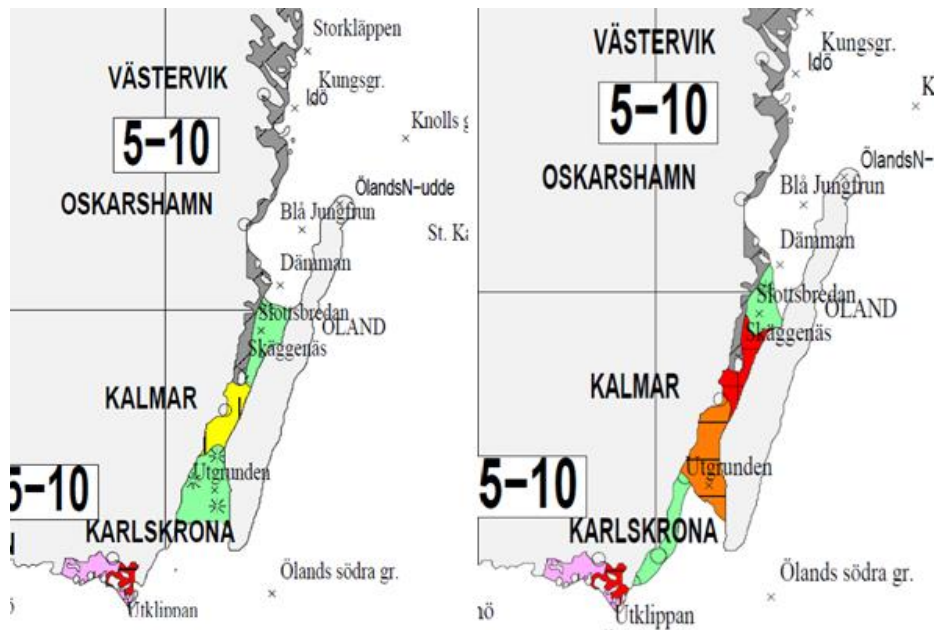 Storkläppen
VÄSTERVIK
Kungsgr.
Idö
5-10
Knolls g
ÖlandsN-udde
OSKARSHAMN
Blå Jungfrun
St. Ka
Dämman
Slottsbredan
ÖLAND
Skäggenäs
KALMAR
Utgrunden
5-10
KARLSKRONA
N
Ölands södra gr.
ö
Utklippan
VÄSTERVIK
Kungsgr.
Idö
5-10
K
ÖlandsN-u
OSKARSHAMN
Blå Jungfrun
Dämman
Slottsbredan
ÖLAND
Skäggenäs
KALMAR
Utgrunden
5-10
KARLSKRONA
Ölands södra gr.
nö
Utklippan